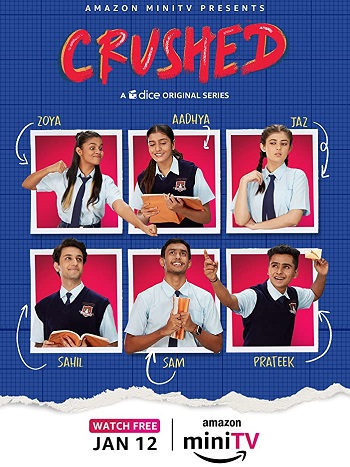 AMAZON MINITV PRESENTS
CRUSHED
A dice ORIGINAL SERIES
ZOYA
AADHYA
JAZ
SAHIL
SAM
PRATEEK
WATCH FREE
JAN 12
amazon
miniTV